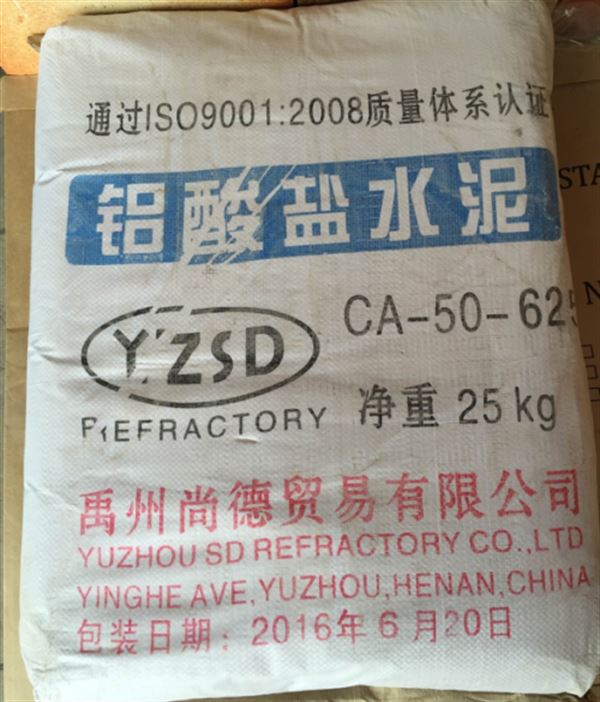 通过ISO9001:2008质量体系认证
铝酸盐水泥
YZSD
CA-50-625
REFRACTORY
净重 25kg
禹州尚德贸易有限公司
YUZHOU SD REFRACTORY CO.,LTD
YINGHE AVE,YUZHOU,HENAN,CHINA
包装日期：2016年6月20日
STA
N